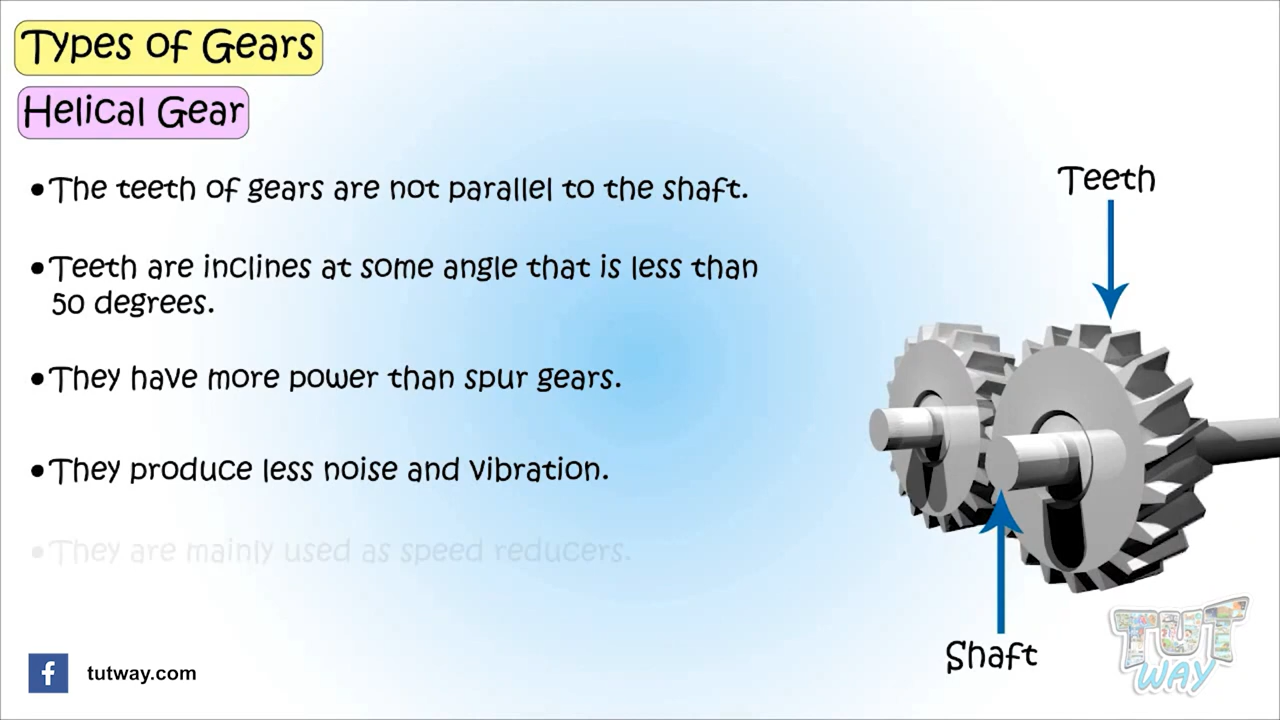 Types of Gears
Helical Gear
•The teeth of gears are not parallel to the shaft.
•Teeth are inclines at some angle that is less than
50 degrees.
•They have more power than spur gears.
•They produce less noise and vibration.
•They are mainly used as speed reducers.
Teeth
Shaft
f tutway.com
TUT
WAY